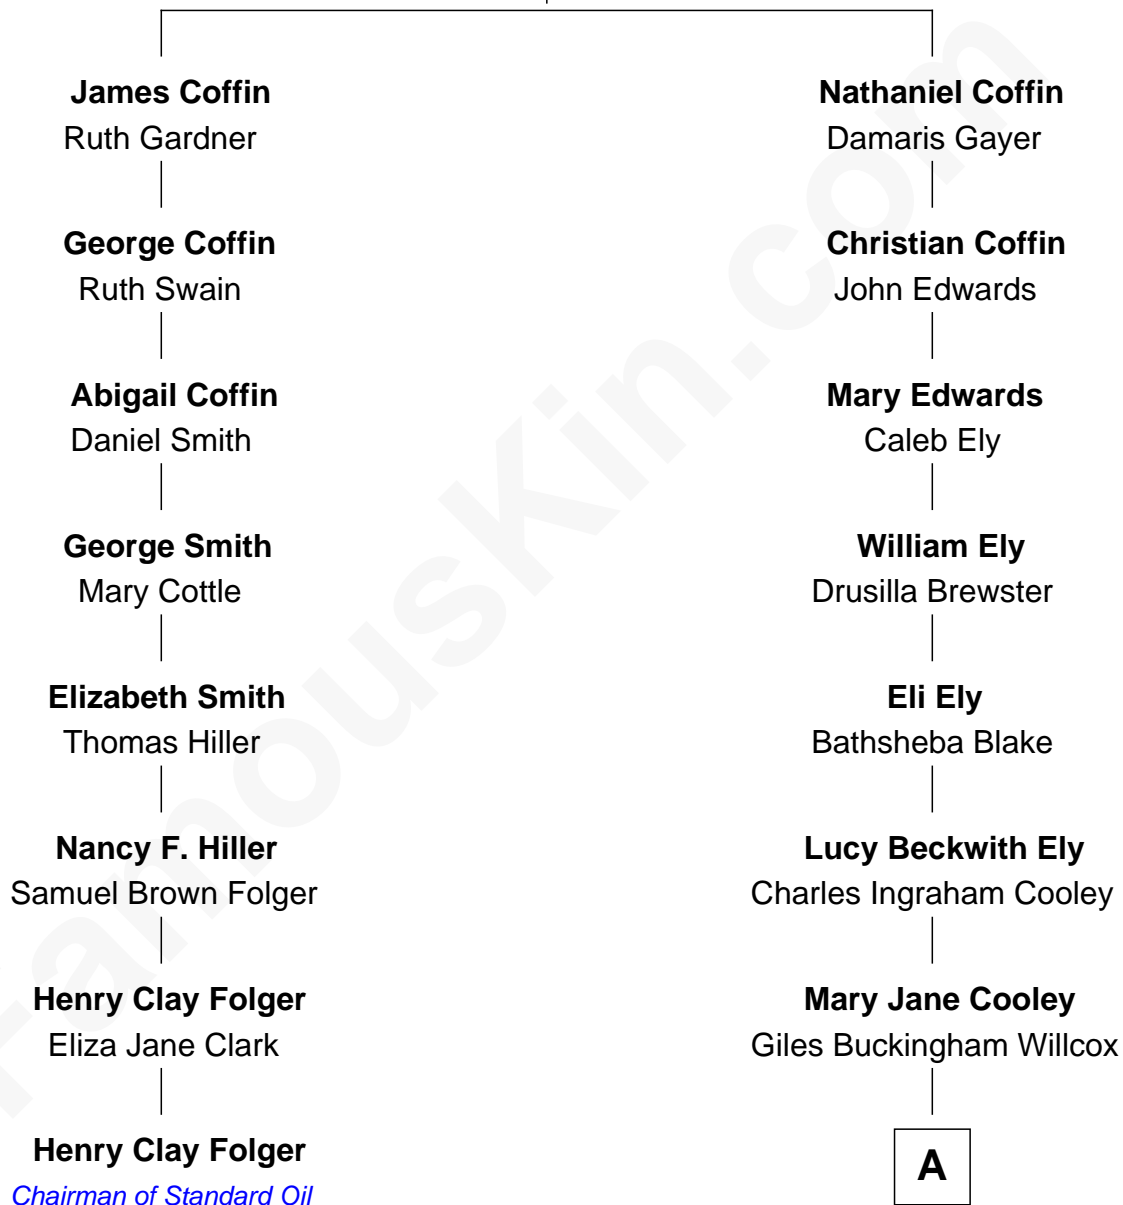 James Coffin
Ruth Gardner
George Coffin
Ruth Swain
Abigail Coffin
Daniel Smith
George Smith
Mary Cottle
Elizabeth Smith
Thomas Hiller
Nancy F. Hiller
Samuel Brown Folger
Henry Clay Folger
Eliza Jane Clark
Henry Clay Folger
Chairman of Standard Oil
Nathaniel Coffin
Damaris Gayer
Christian Coffin
John Edwards
Mary Edwards
Caleb Ely
William Ely
Drusilla Brewster
Eli Ely
Bathsheba Blake
Lucy Beckwith Ely
Charles Ingraham Cooley
Mary Jane Cooley
Giles Buckingham Willcox
A
FamousKin.com